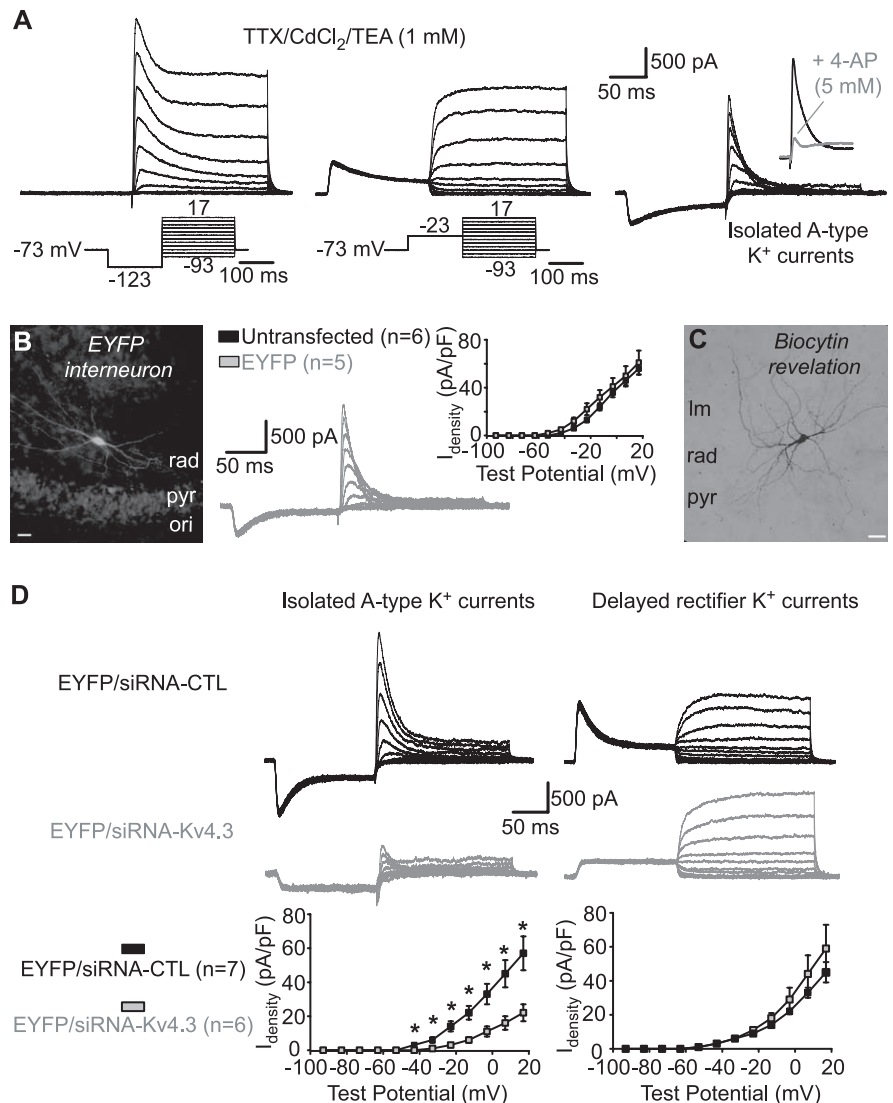 A
TTX/CdCl₂/TEA (1 mM)
500 pA
50 ms
+ 4-AP
(5 mM)
17
-73 mV
-123
-93
100 ms
17
-23
-73 mV
-93
100 ms
Isolated A-type
K⁺ currents
B
EYFP
interneuron
rad
pyr
ori
Untransfected (n=6)
EYFP (n=5)
500 pA
50 ms
I density (pA/pF)
80
40
0
-100
-60
-20
20
Test Potential (mV)
C
Biocytin
revelation
lm
rad
pyr
D
Isolated A-type K⁺ currents
Delayed rectifier K⁺ currents
EYFP/siRNA-CTL
500 pA
50 ms
EYFP/siRNA-Kv4.3
EYFP/siRNA-CTL (n=7)
EYFP/siRNA-Kv4.3 (n=6)
I density (pA/pF)
80
60
40
20
0
* * * * * * *
-100 -80 -60 -40 -20 0 20
Test Potential (mV)
I density (pA/pF)
80
60
40
20
0
-100 -80 -60 -40 -20 0 20
Test Potential (mV)